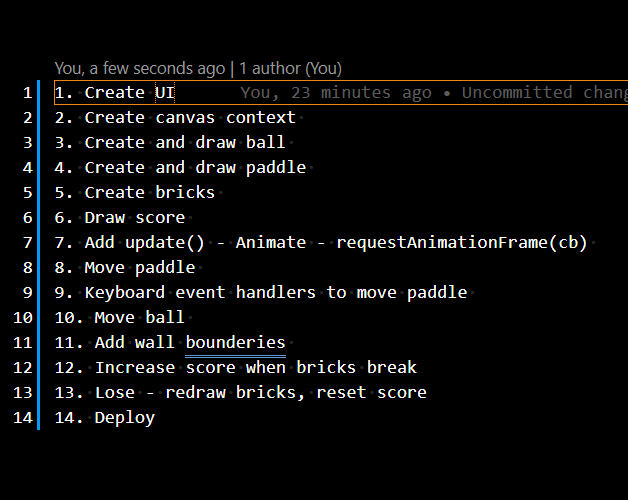 You, a few seconds ago | 1 author (You)
1 1. Create UI You, 23 minutes ago • Uncommitted chang
2 2. Create canvas context
3 3. Create and draw ball
4 4. Create and draw paddle
5 5. Create bricks
6 6. Draw score
7 7. Add update() - Animate - requestAnimationFrame(cb)
8 8. Move paddle
9 9. Keyboard event handlers to move paddle
10 10. Move ball
11 11. Add wall bounderies
12 12. Increase score when bricks break
13 13. Lose - redraw bricks, reset score
14 14. Deploy